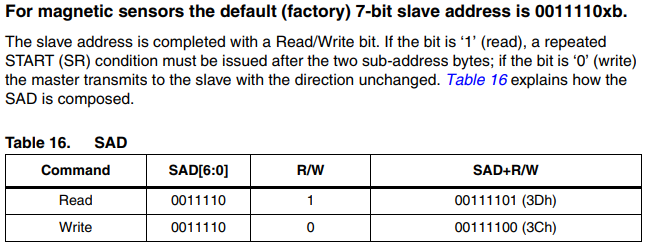 For magnetic sensors the default (factory) 7-bit slave address is 0011110xb.
The slave address is completed with a Read/Write bit. If the bit is ‘1’ (read), a repeated
START (SR) condition must be issued after the two sub-address bytes; if the bit is ‘0’ (write)
the master transmits to the slave with the direction unchanged. Table 16 explains how the
SAD is composed.
Table 16. SAD
Command SAD[6:0] R/W SAD+R/W
Read 0011110 1 00111101 (3Dh)
Write 0011110 0 00111100 (3Ch)